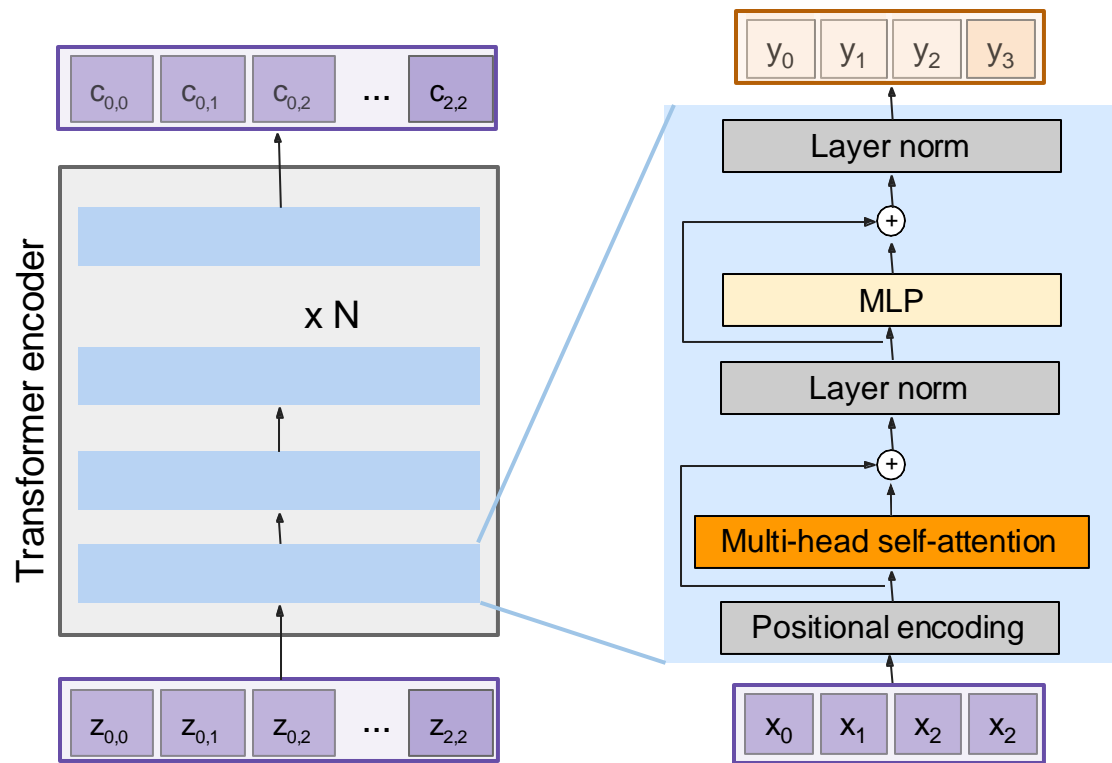 c0,0 c0,1 c0,2 ... c2,2
Transformer encoder
x N
z0,0 z0,1 z0,2 ... z2,2
y0 y1 y2 y3
Layer norm
+
MLP
Layer norm
+
Multi-head self-attention
Positional encoding
x0 x1 x2 x2